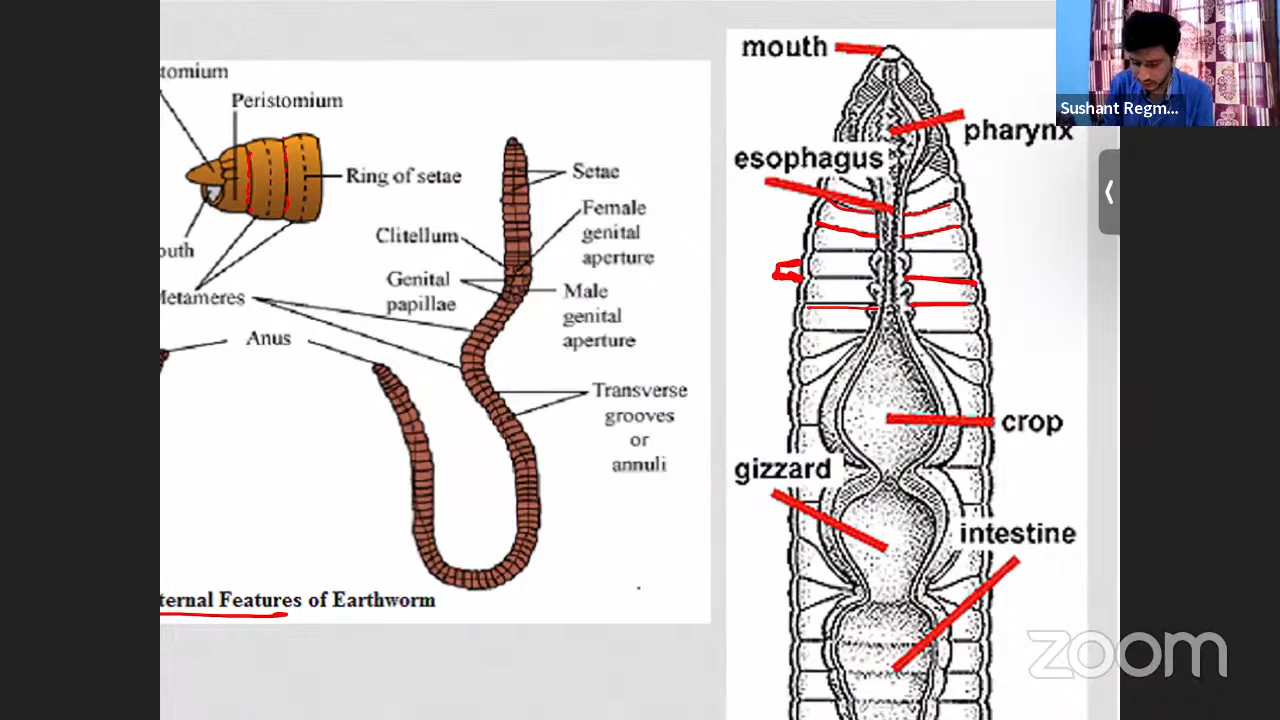 tomium
Peristomium
Ring of setae
outh
Metameres
Anus
Clitellum
Genital
papillae
Setae
Female
genital
aperture
Male
genital
aperture
Transverse
grooves
or
annuli
ternal Features of Earthworm
mouth
pharynx
esophagus
crop
gizzard
intestine
Sushant Regm...
zoom